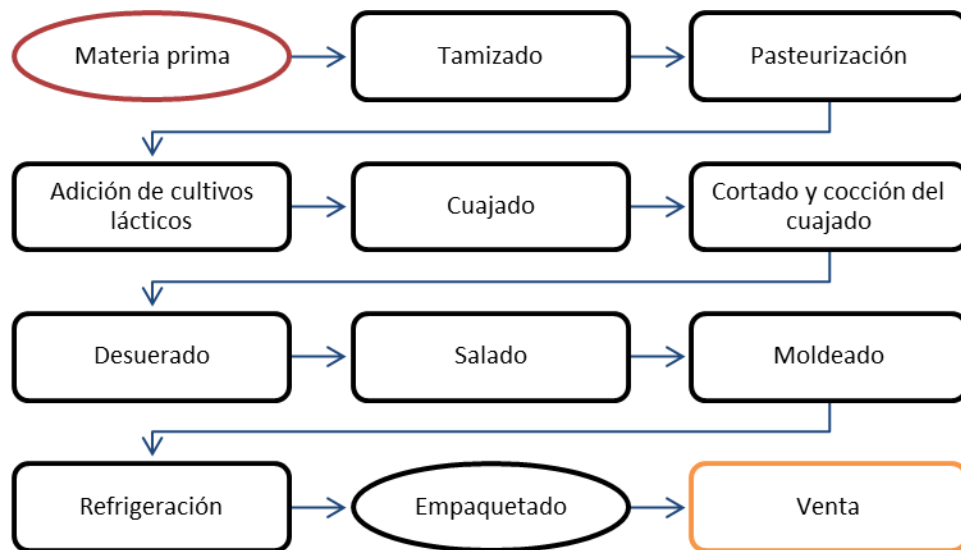 Materia prima
Tamizado
Pasteurización
Adición de cultivos
lácticos
Cuajado
Cortado y cocción del
cuajado
Desuerado
Salado
Moldeado
Refrigeración
Empaquetado
Venta